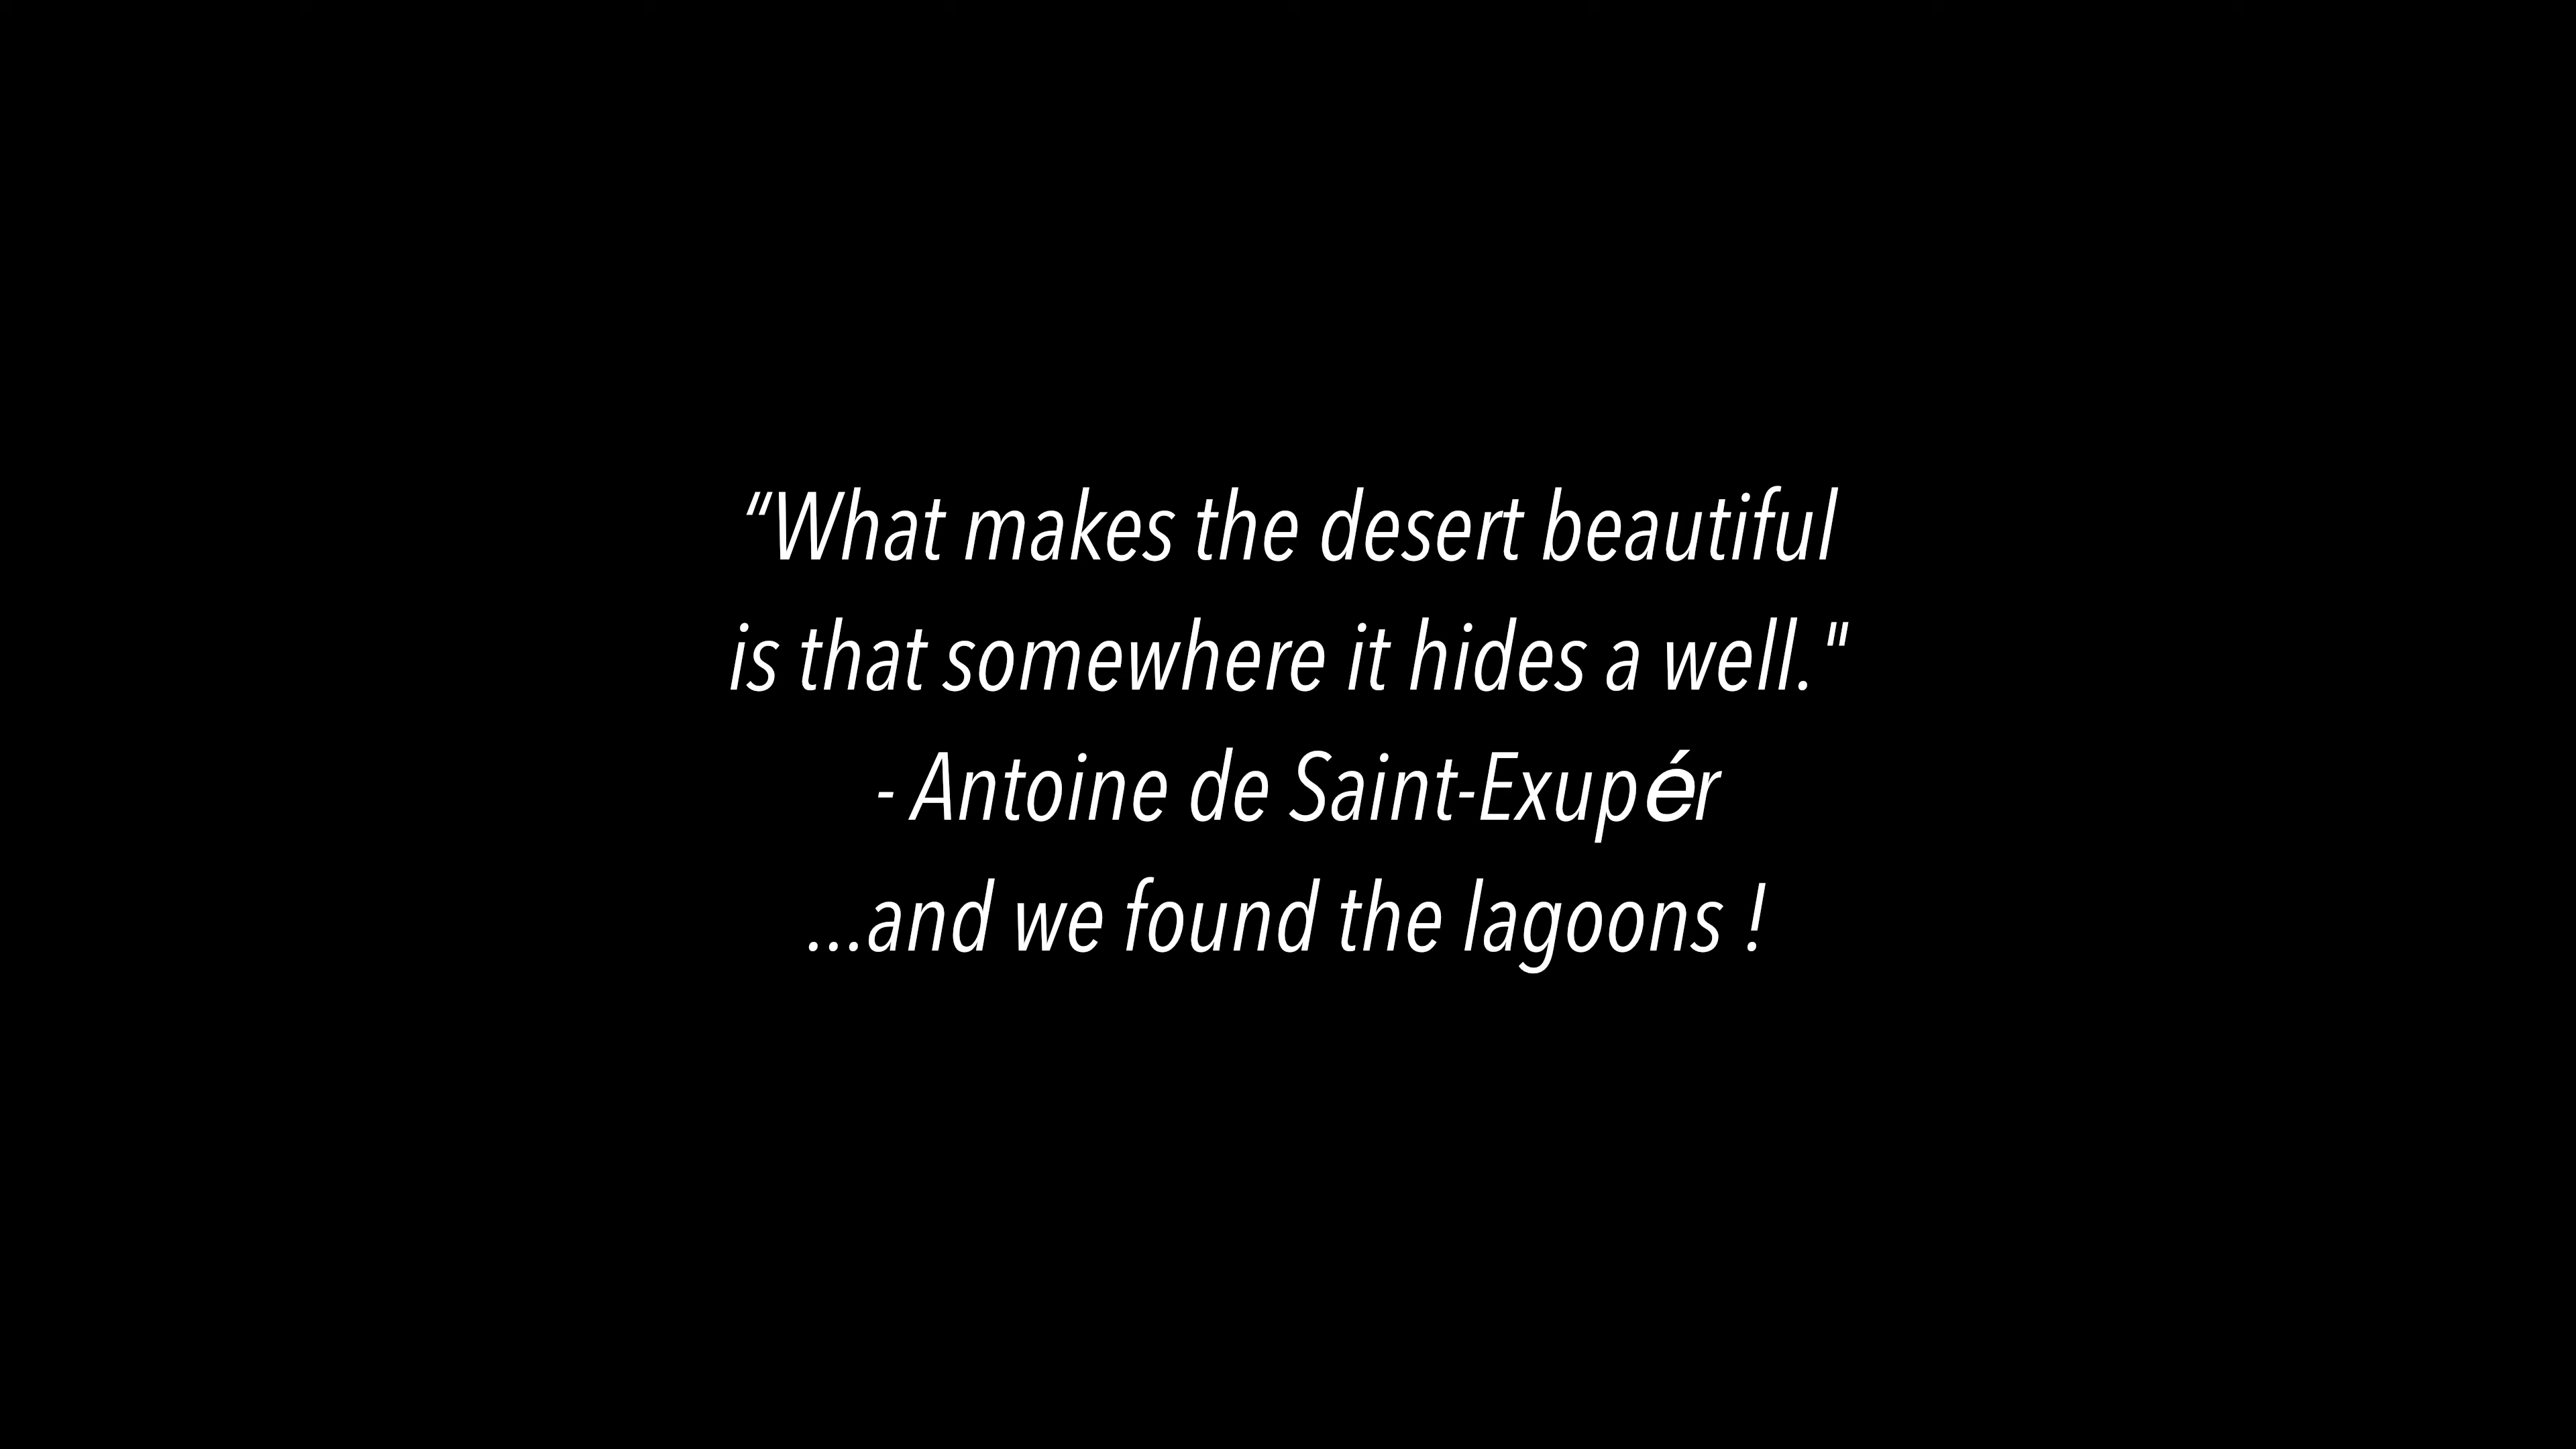 “What makes the desert beautiful
is that somewhere it hides a well."
- Antoine de Saint-Exupér
...and we found the lagoons !